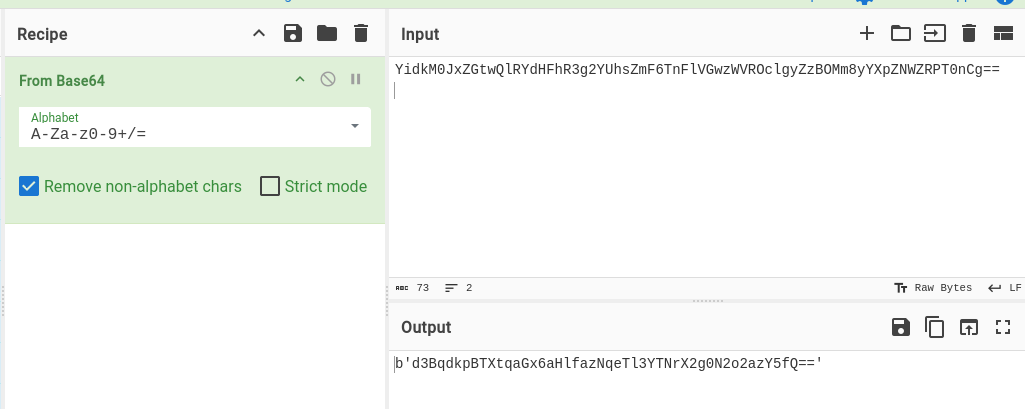 Recipe
From Base64
Alphabet
A-Za-z0-9+/=
Remove non-alphabet chars
Strict mode
Input
YidkM0JxZGtwQlRYdHFhR3g2YUhsZmF6TnFlVGwzWVROclgyZzBOMm8yYXpZNWZRPT0nCg==
ABC 73 2 Raw Bytes LF
Output
b'd3BqdkpBTXtqaGx6aHlfazNqeTl3YTNrX2g0N2o2azY5fQ=='